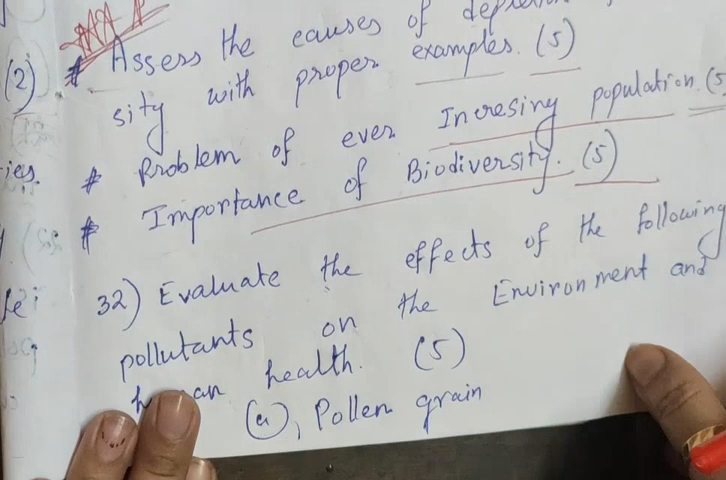 Assess the causes of
(2) sity with proper examples. (5)
# Problem of ever Incresing population. (5
# Importance of Biodiversity. (5)
32) Evaluate the effects of the following
pollutants on the Environment and
health. (5)
(a), Pollen grain